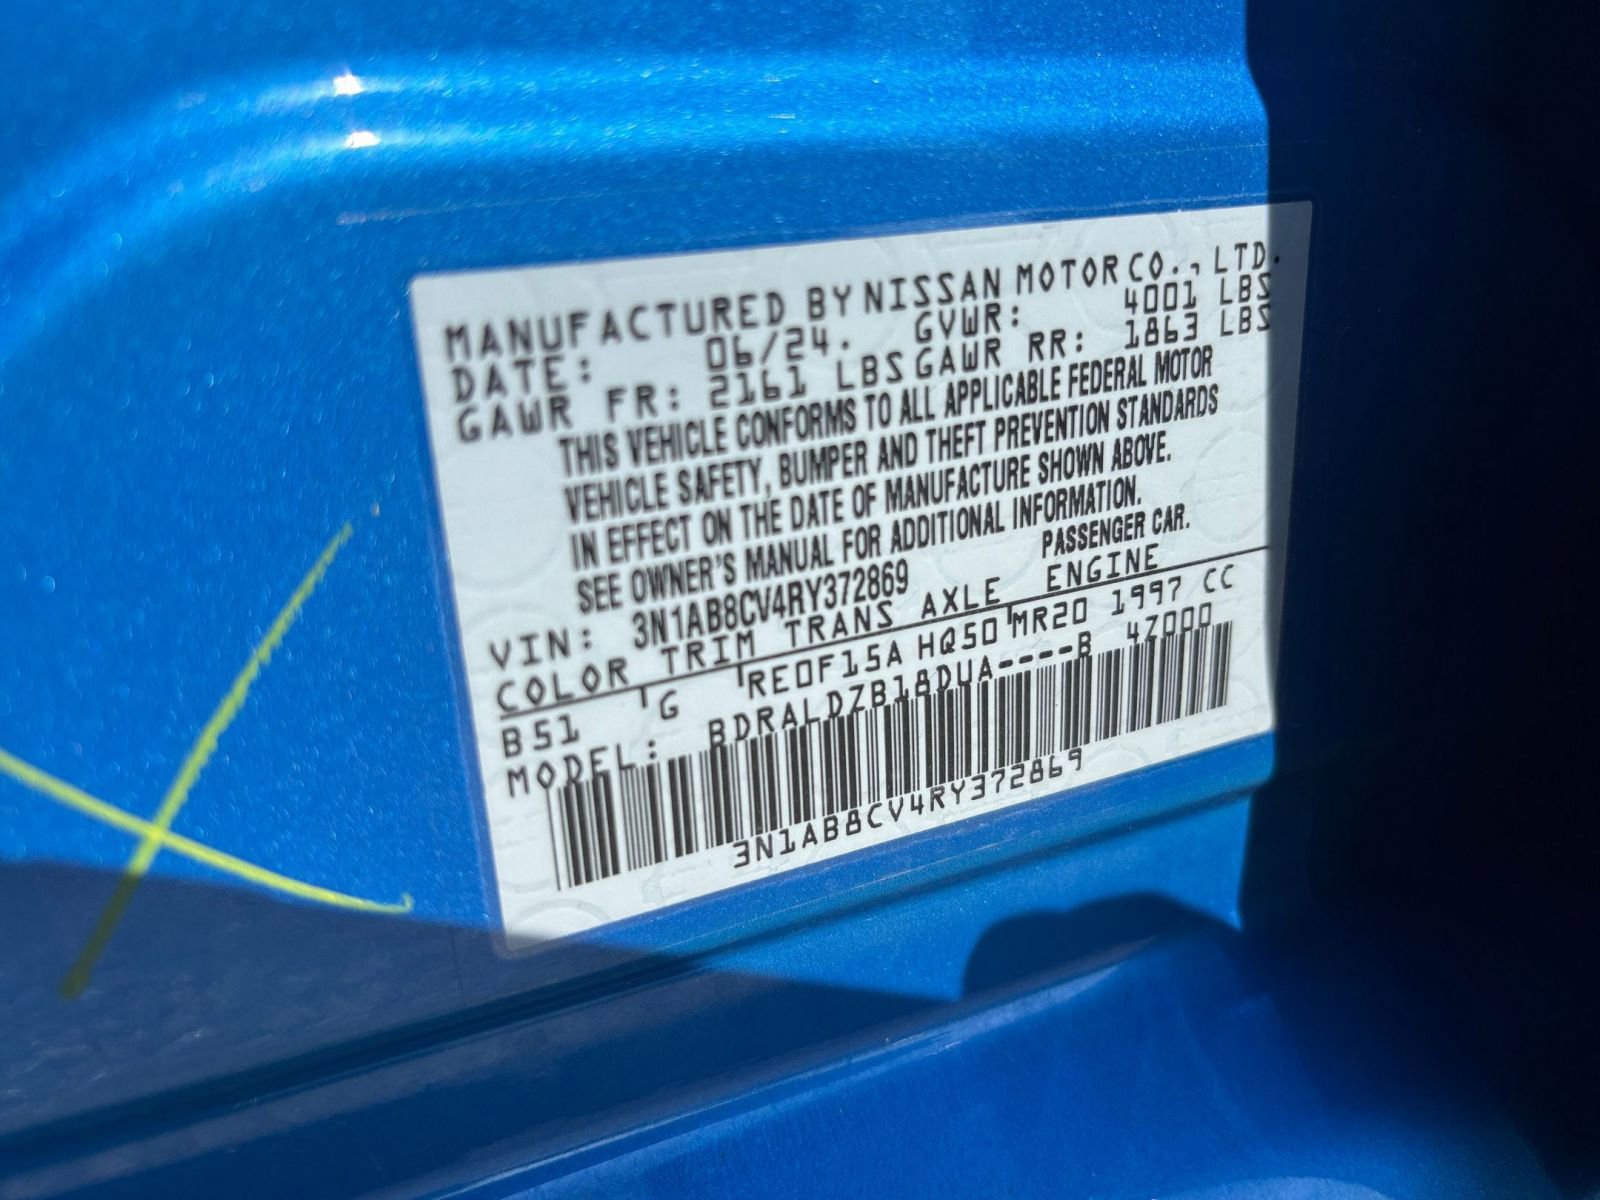 MANUFACTURED BY NISSAN MOTOR CO., LTD.
DATE: 06/24. GVWR: 4001 LBS
GAWR FR: 2161 LBS GAWR RR: 1863 LBS
THIS VEHICLE CONFORMS TO ALL APPLICABLE FEDERAL MOTOR
VEHICLE SAFETY, BUMPER AND THEFT PREVENTION STANDARDS
IN EFFECT ON THE DATE OF MANUFACTURE SHOWN ABOVE.
SEE OWNER'S MANUAL FOR ADDITIONAL INFORMATION.
VIN: 3N1AB8CV4RY372869 PASSENGER CAR.
COLOR TRIM TRANS AXLE ENGINE
B51 G RE0F15A HQ50 MR20 1997 CC
MODEL: BDRALDZB18DUA----B 47000
3N1AB8CV4RY372869